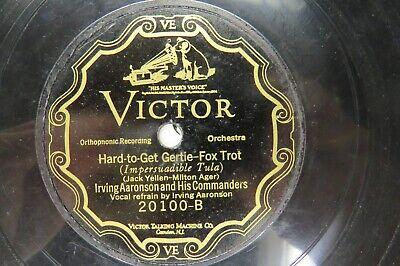 VE
"HIS MASTER'S VOICE"
VICTOR
Orthophonic Recording
Orchestra
Hard-to-Get Gertie-Fox Trot
(Impersuadible Tula)
(Jack Yellen-Milton Ager)
Irving Aaronson and His Commanders
Vocal refrain by Irving Aaronson
20100-B
VICTOR TALKING MACHINE CO.
Camden, N.J.
VE